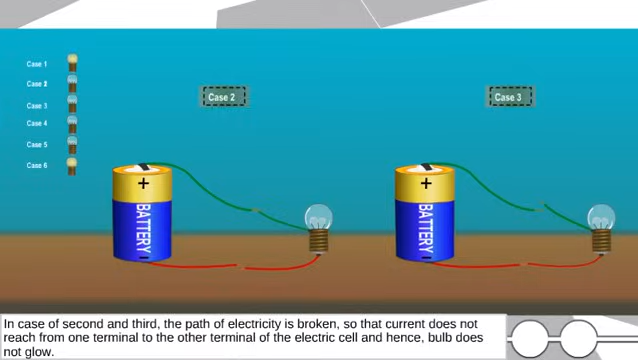 Case 1
Case 2
Case 3
Case 4
Case 5
Case 6
Case 2
Case 3
+
BATTERY
-
+
BATTERY
-
In case of second and third, the path of electricity is broken, so that current does not
reach from one terminal to the other terminal of the electric cell and hence, bulb does
not glow.